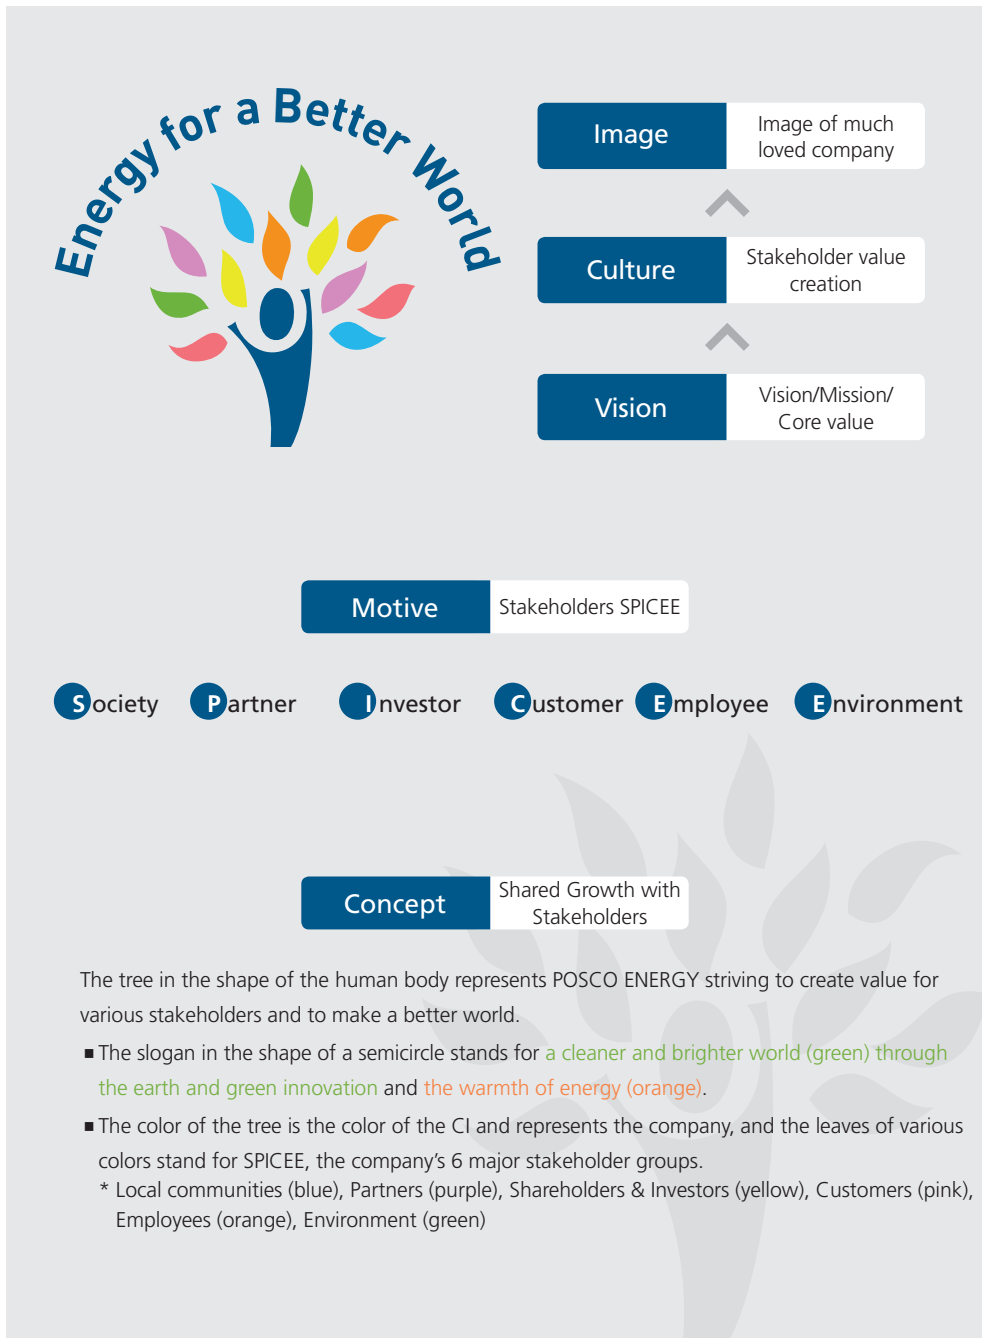 Energy for a Better World
Image
Image of much
loved company
Culture
Stakeholder value
creation
Vision
Vision/Mission/
Core value
Motive
Stakeholders SPICEE
Society Partner Investor Customer Employee Environment
Concept
Shared Growth with
Stakeholders
The tree in the shape of the human body represents POSCO ENERGY striving to create value for
various stakeholders and to make a better world.
■ The slogan in the shape of a semicircle stands for a cleaner and brighter world (green) through
the earth and green innovation and the warmth of energy (orange).
■ The color of the tree is the color of the CI and represents the company, and the leaves of various
colors stand for SPICEE, the company’s 6 major stakeholder groups.
* Local communities (blue), Partners (purple), Shareholders & Investors (yellow), Customers (pink),
Employees (orange), Environment (green)